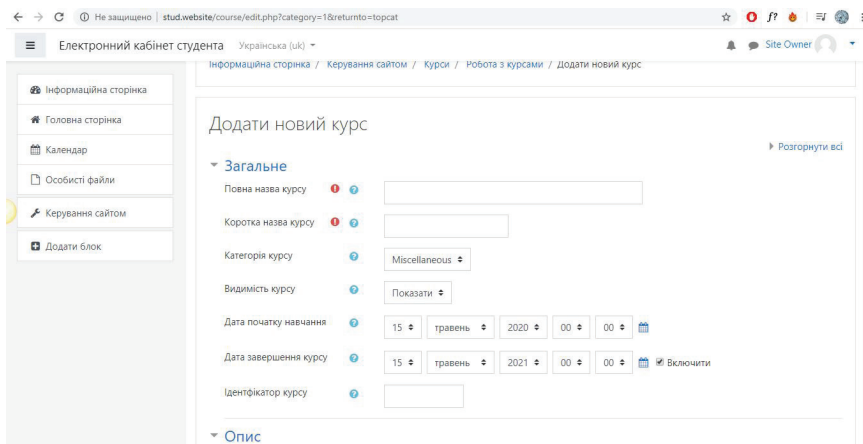 Не защищено | stud.website/course/edit.php?category=1&returnto=topcat
f?
Електронний кабінет студента Українська (uk) Site Owner
Інформаційна сторінка / Керування сайтом / Курси / Робота з курсами / Додати новий курс
Інформаційна сторінка
Головна сторінка
Календар
Особисті файли
Керування сайтом
Додати блок
Додати новий курс
Розгорнути всі
Загальне
Повна назва курсу
Коротка назва курсу
Категорія курсу Miscellaneous
Видимість курсу Показати
Дата початку навчання 15 травень 2020 00 00
Дата завершення курсу 15 травень 2021 00 00 Включити
Ідентфікатор курсу
Опис